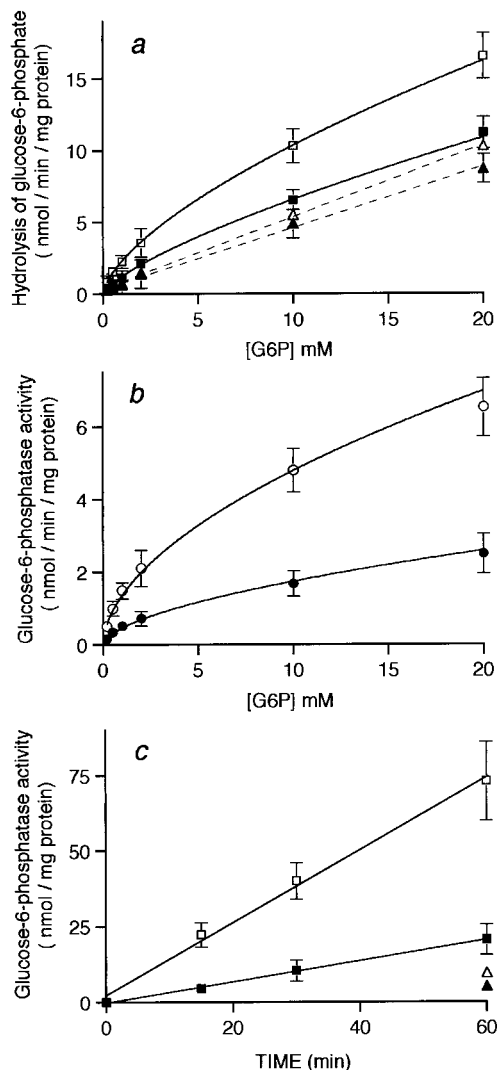 a
Hydrolysis of glucose-6-phosphate
( nmol / min / mg protein)
15
10
5
0
0 5 10 15 20
[G6P] mM
b
Glucose-6-phosphatase activity
( nmol / min / mg protein)
6
4
2
0
0 5 10 15 20
[G6P] mM
c
Glucose-6-phosphatase activity
( nmol / mg protein)
75
50
25
0
0 20 40 60
TIME (min)